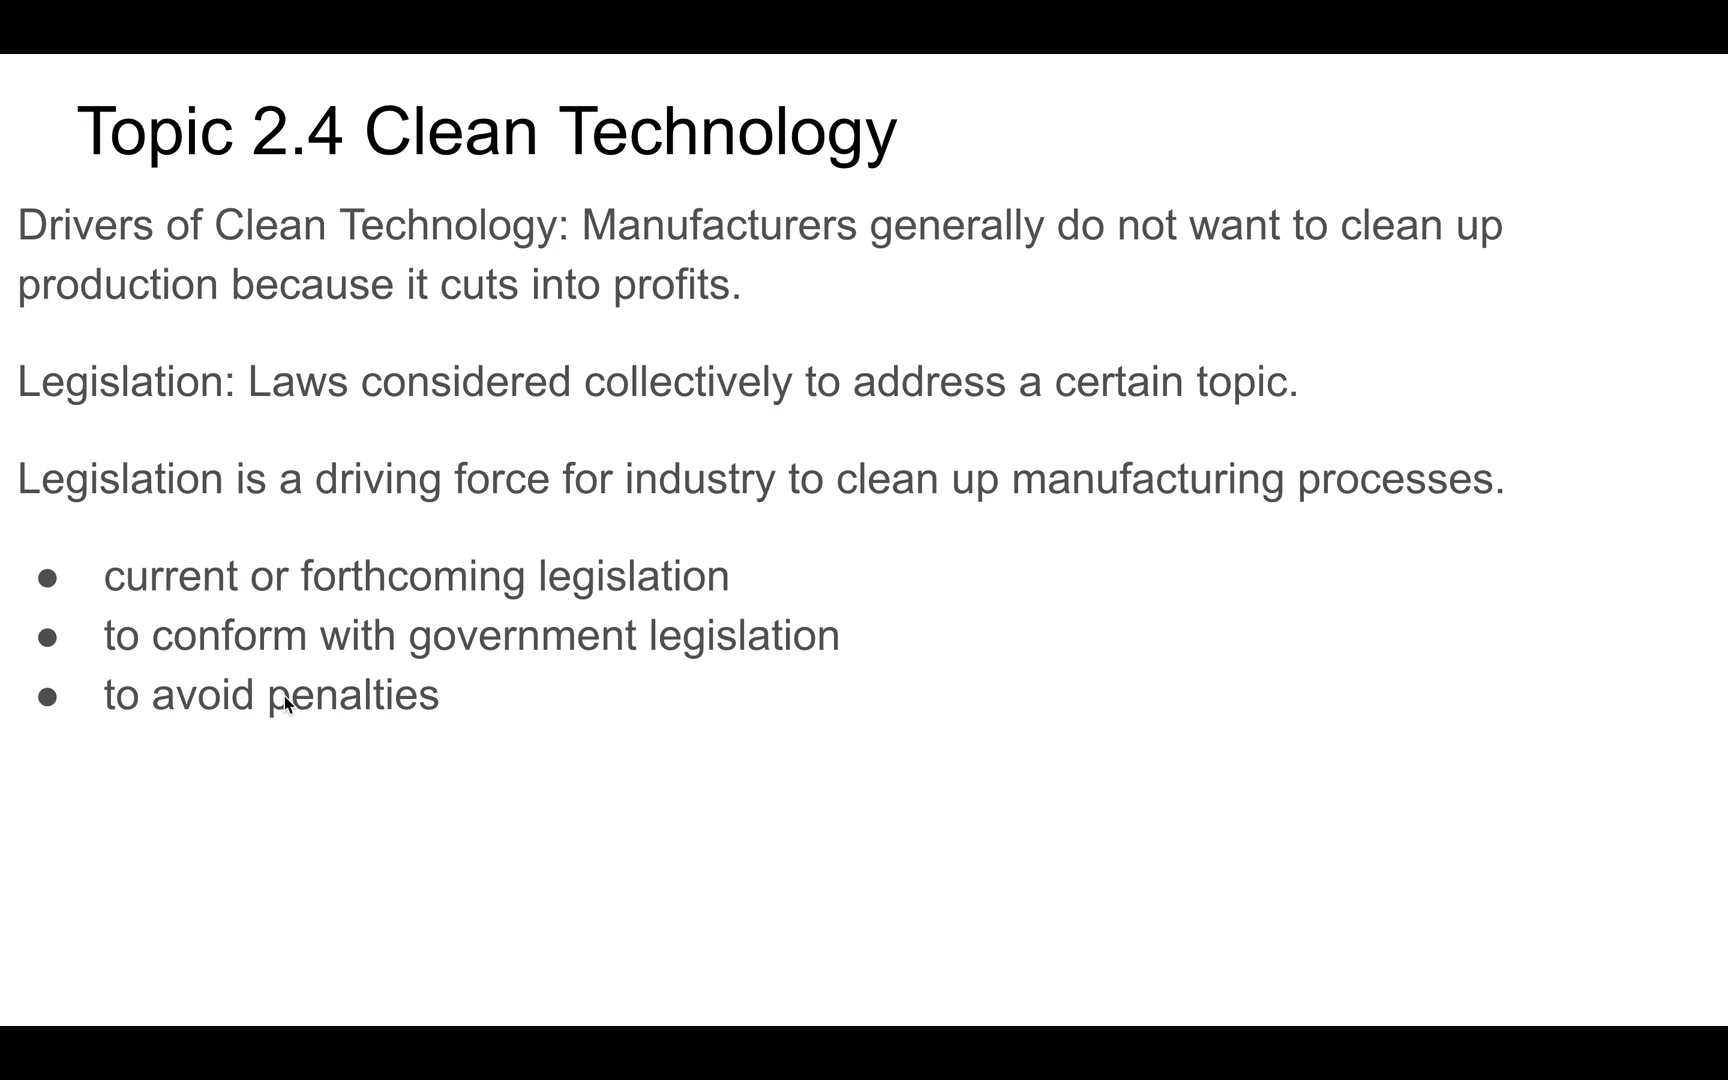 Topic 2.4 Clean Technology
Drivers of Clean Technology: Manufacturers generally do not want to clean up
production because it cuts into profits.
Legislation: Laws considered collectively to address a certain topic.
Legislation is a driving force for industry to clean up manufacturing processes.
● current or forthcoming legislation
● to conform with government legislation
● to avoid penalties